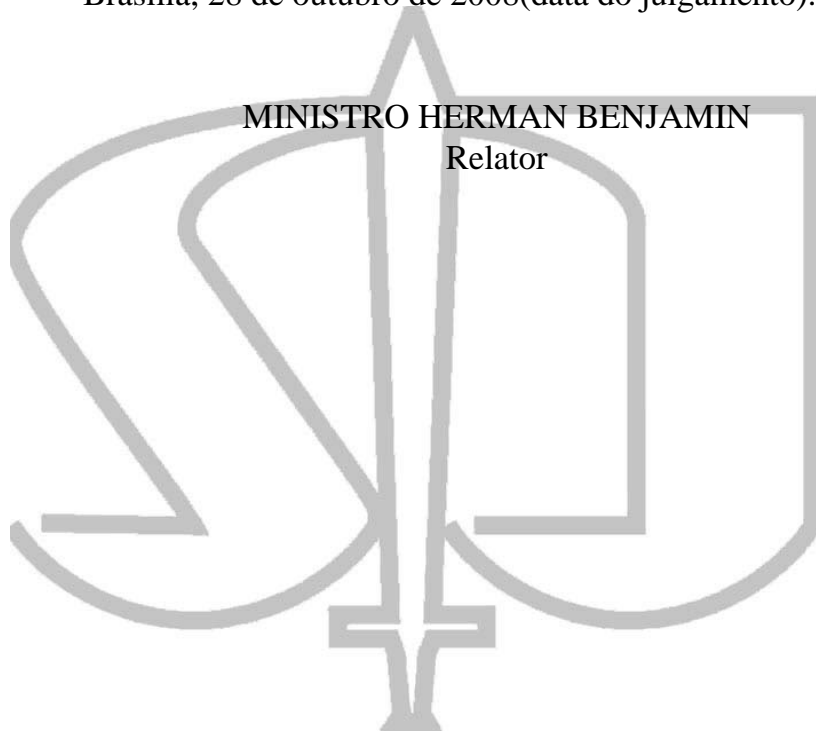 Brasília, 28 de outubro de 2008(data do julgamento).
MINISTRO HERMAN BENJAMIN
Relator